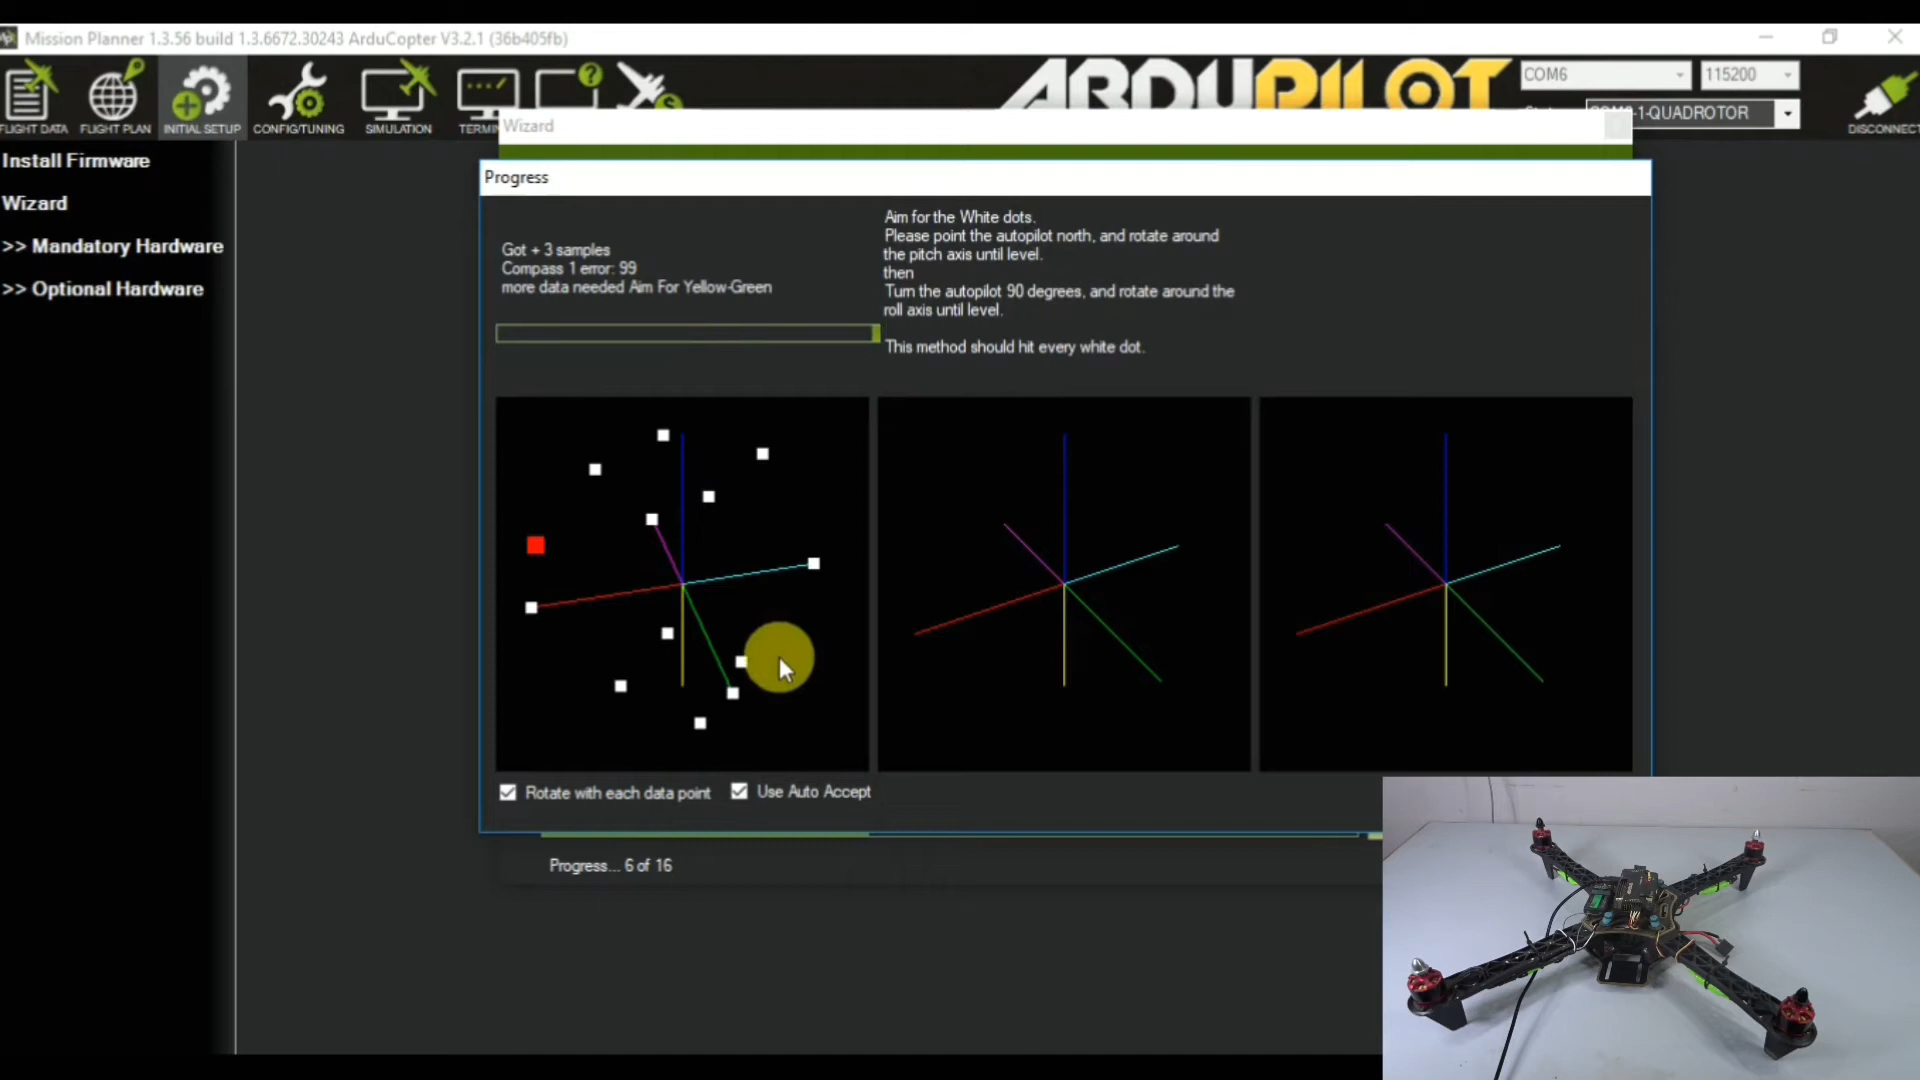 Mission Planner 1.3.56 build 1.3.6672.30243 ArduCopter V3.2.1 (36b405fb)
FLIGHT DATA
FLIGHT PLAN
INITIAL SETUP
CONFIG/TUNING
SIMULATION
ARDUPILOT
COM6
115200
1-QUADROTOR
DISCONNECT
Wizard
Install Firmware
Wizard
>> Mandatory Hardware
>> Optional Hardware
Progress
Got + 3 samples
Compass 1 error: 99
more data needed Aim For Yellow-Green
Aim for the White dots.
Please point the autopilot north, and rotate around
the pitch axis until level.
then
Turn the autopilot 90 degrees, and rotate around the
roll axis until level.
This method should hit every white dot.
Rotate with each data point
Use Auto Accept
Progress... 6 of 16